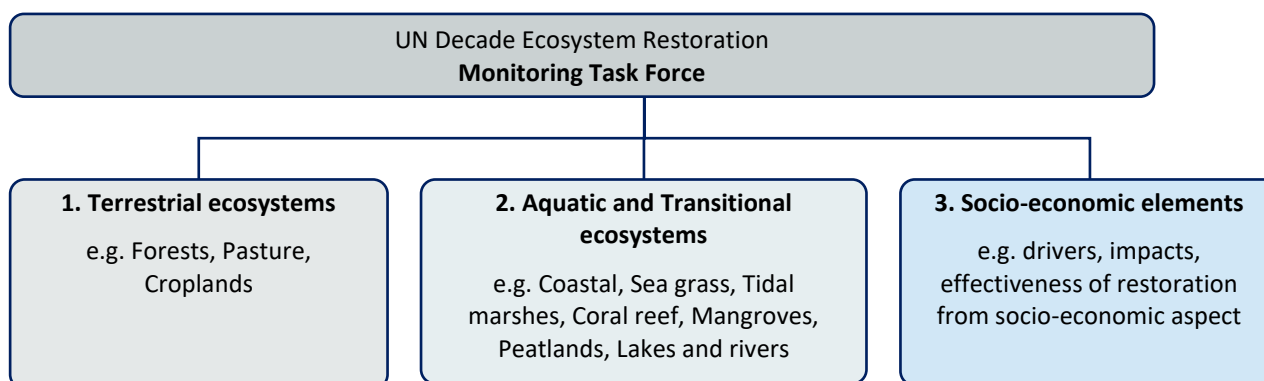 UN Decade Ecosystem Restoration
Monitoring Task Force
1. Terrestrial ecosystems
e.g. Forests, Pasture,
Croplands
2. Aquatic and Transitional
ecosystems
e.g. Coastal, Sea grass, Tidal
marshes, Coral reef, Mangroves,
Peatlands, Lakes and rivers
3. Socio-economic elements
e.g. drivers, impacts,
effectiveness of restoration
from socio-economic aspect